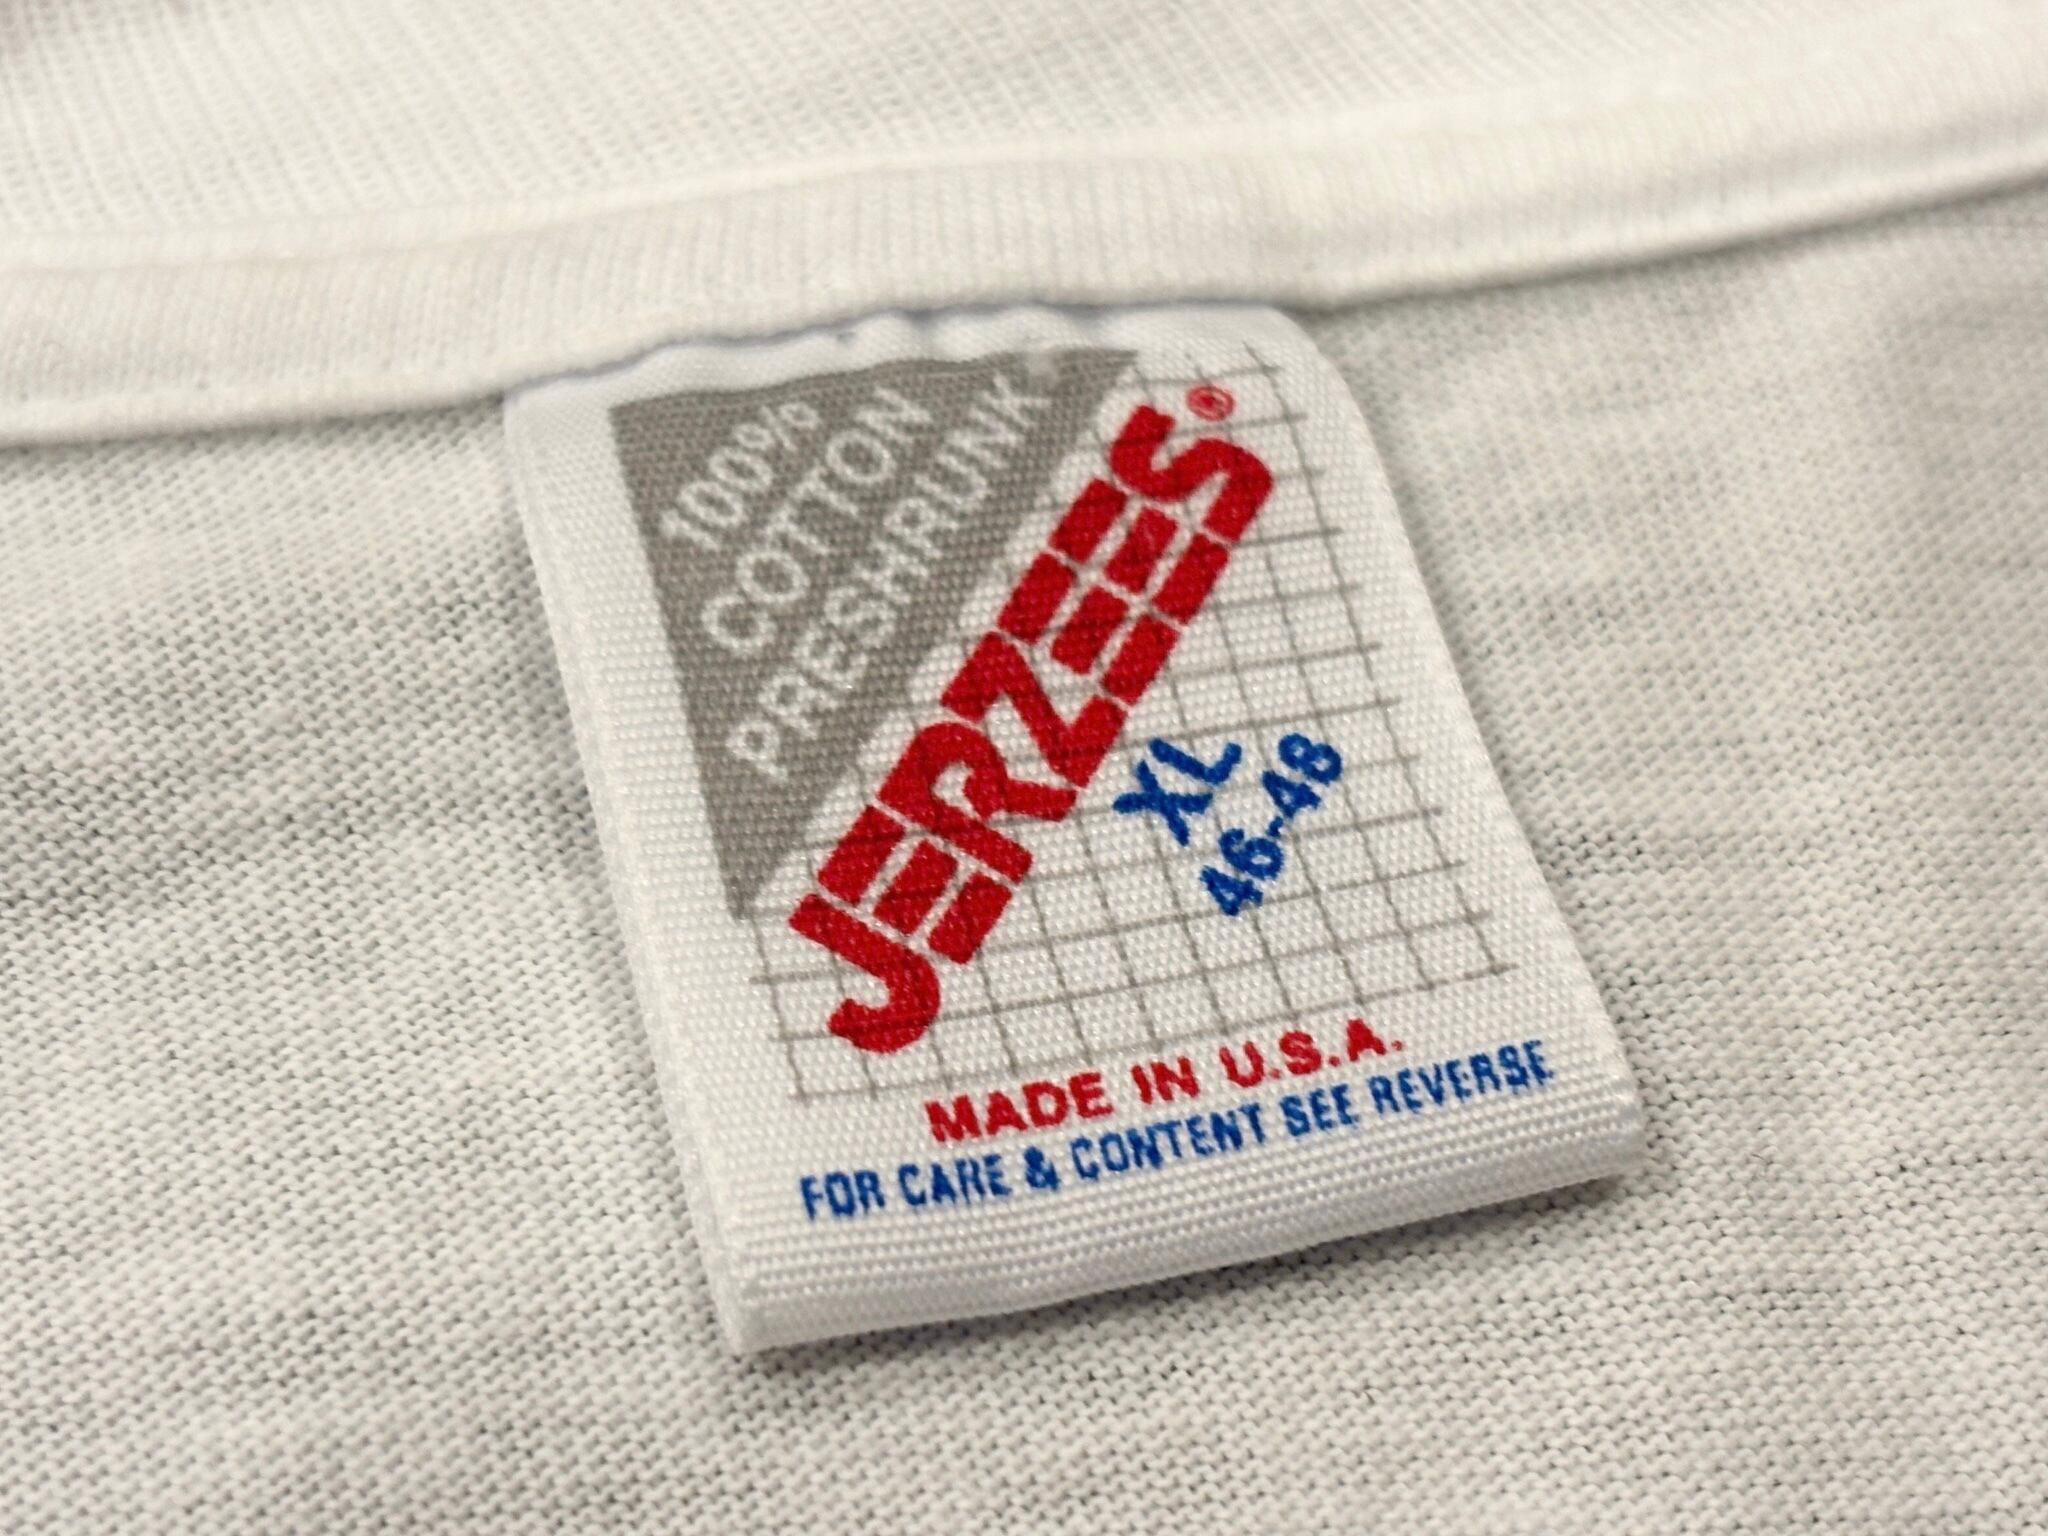 100%
COTTON
PRESHRUNK
JERZEES®
XL
46-48
MADE IN U.S.A.
FOR CARE & CONTENT SEE REVERSE